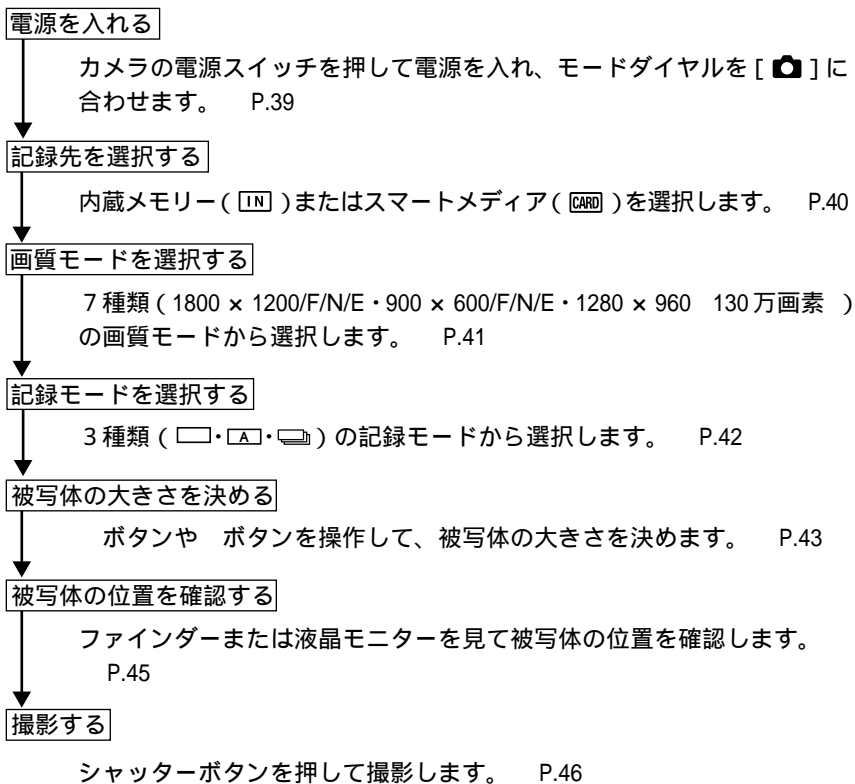 電源を入れる
カメラの電源スイッチを押して電源を入れ、モードダイヤルを[ ]に
合わせます。 P.39
記録先を選択する
内蔵メモリー( IN )またはスマートメディア( CARD )を選択します。 P.40
画質モードを選択する
7種類(1800 × 1200/F/N/E・900 × 600/F/N/E・1280 × 960 130万画素 )
の画質モードから選択します。 P.41
記録モードを選択する
3種類( ・A・ )の記録モードから選択します。 P.42
被写体の大きさを決める
ボタンや ボタンを操作して、被写体の大きさを決めます。 P.43
被写体の位置を確認する
ファインダーまたは液晶モニターを見て被写体の位置を確認します。
P.45
撮影する
シャッターボタンを押して撮影します。 P.46